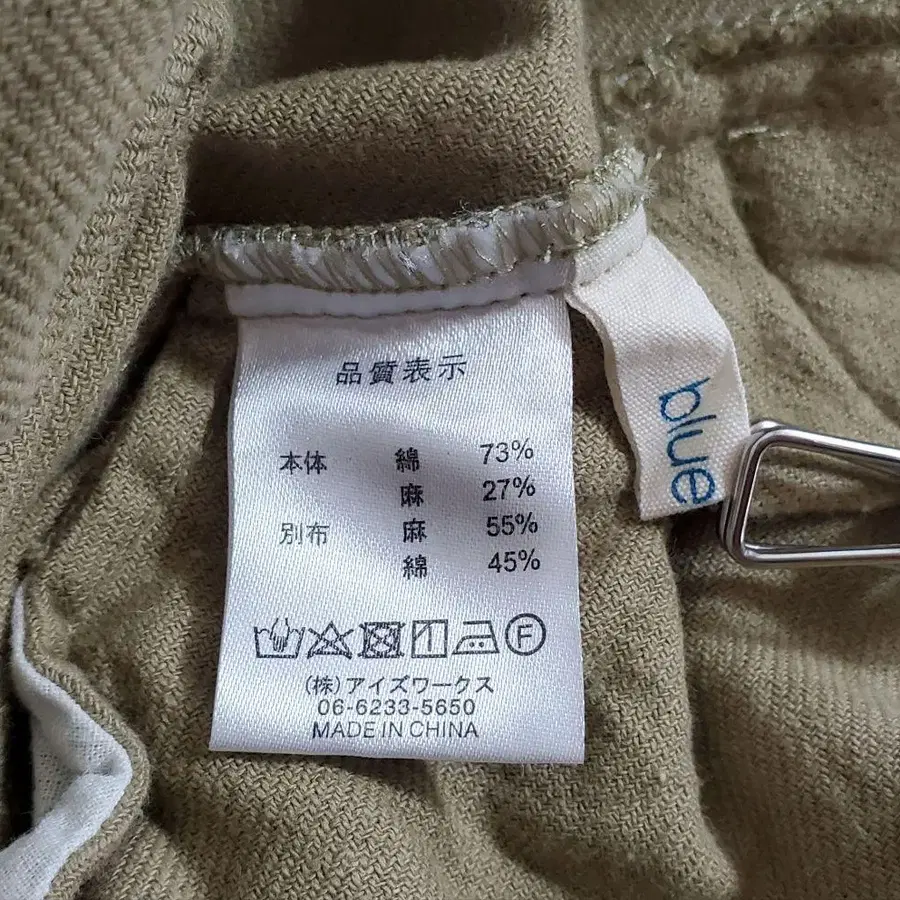 品質表示
本体 綿 73%
麻 27%
別布 麻 55%
綿 45%
F
(株)アイズワークス
06-6233-5650
MADE IN CHINA
blue